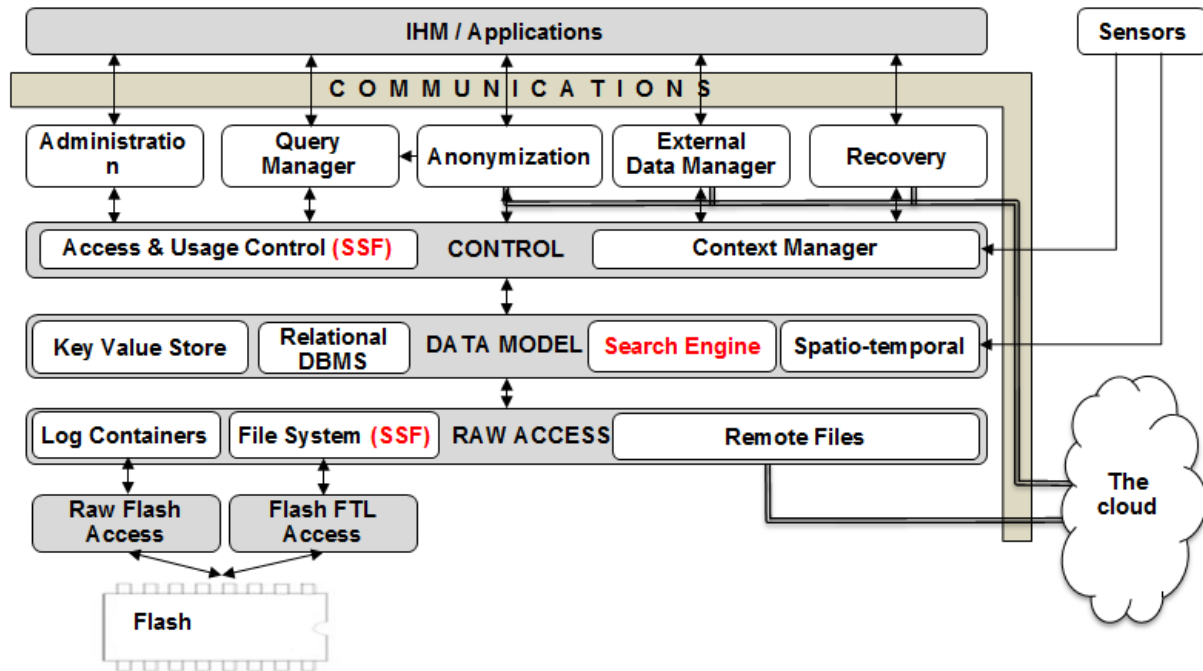 IHM / Applications
Sensors
COMMUNICATIONS
Administratio
n
Query
Manager
Anonymization
External
Data Manager
Recovery
Access & Usage Control (SSF)
CONTROL
Context Manager
Key Value Store
Relational
DBMS
DATA MODEL
Search Engine
Spatio-temporal
Log Containers
File System (SSF)
RAW ACCESS
Remote Files
Raw Flash
Access
Flash FTL
Access
The
cloud
Flash